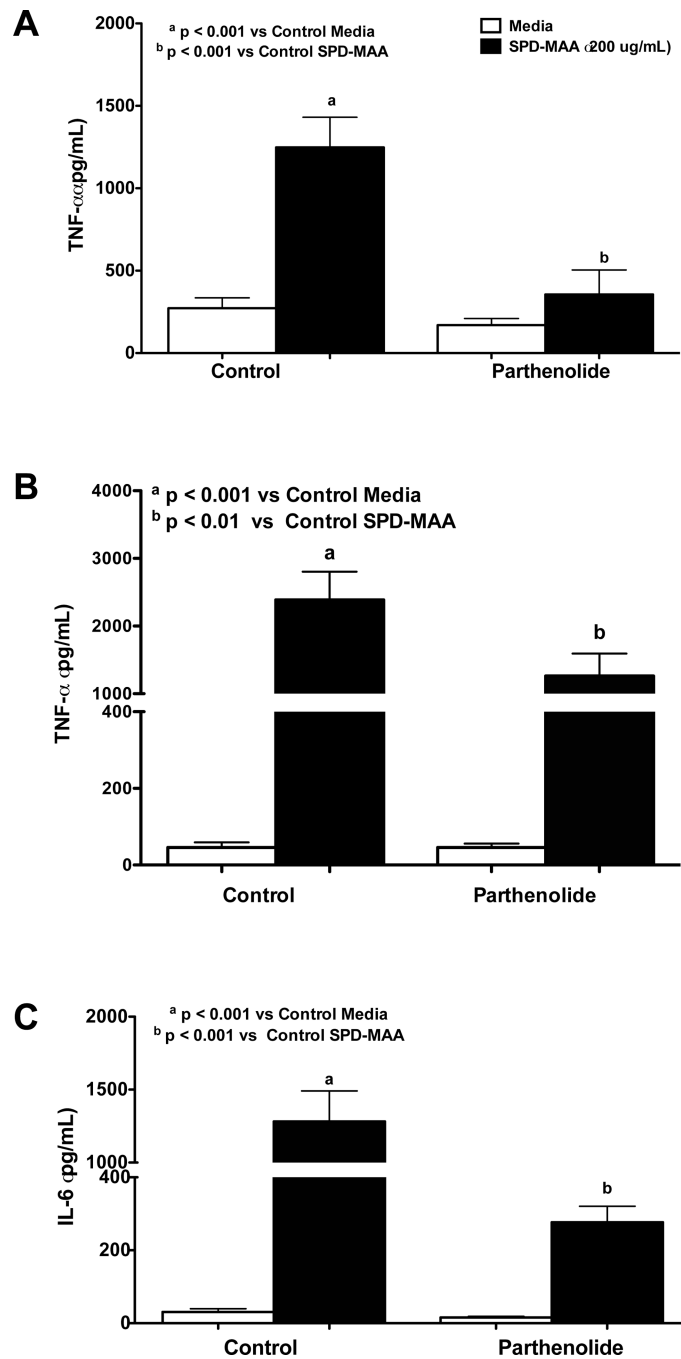 A
2000
a p < 0.001 vs Control Media
b p < 0.001 vs Control SPD-MAA
Media
SPD-MAA (200 ug/mL)
1500
a
TNF-ααpg/mL)
1000
500
b
0
Control
Parthenolide
B
4000
a p < 0.001 vs Control Media
b p < 0.01 vs Control SPD-MAA
a
3000
TNF-α (pg/mL)
2000
b
1000
400
200
0
Control
Parthenolide
C
2000
a p < 0.001 vs Control Media
b p < 0.001 vs Control SPD-MAA
a
1500
IL-6 (pg/mL)
1000
400
b
200
0
Control
Parthenolide